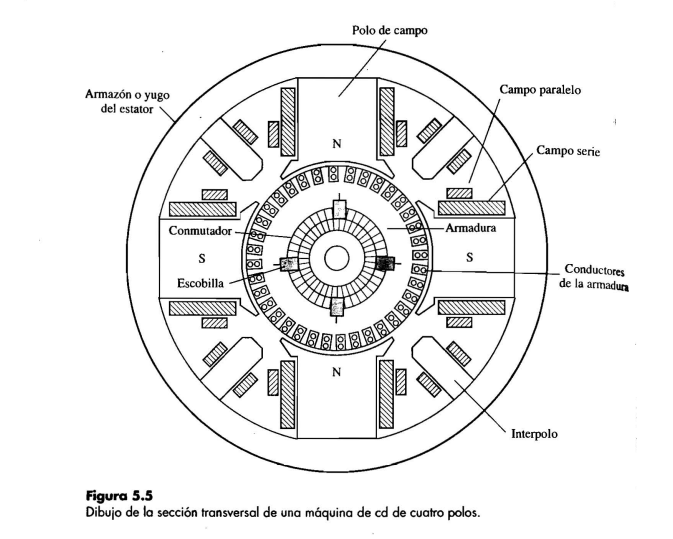 Polo de campo
Armazón o yugo
del estator
Campo paralelo
N
Campo serie
Conmutador
Armadura
S
S
Escobilla
Conductores
de la armadura
N
Interpolo
Figura 5.5
Dibujo de la sección transversal de una máquina de cd de cuatro polos.